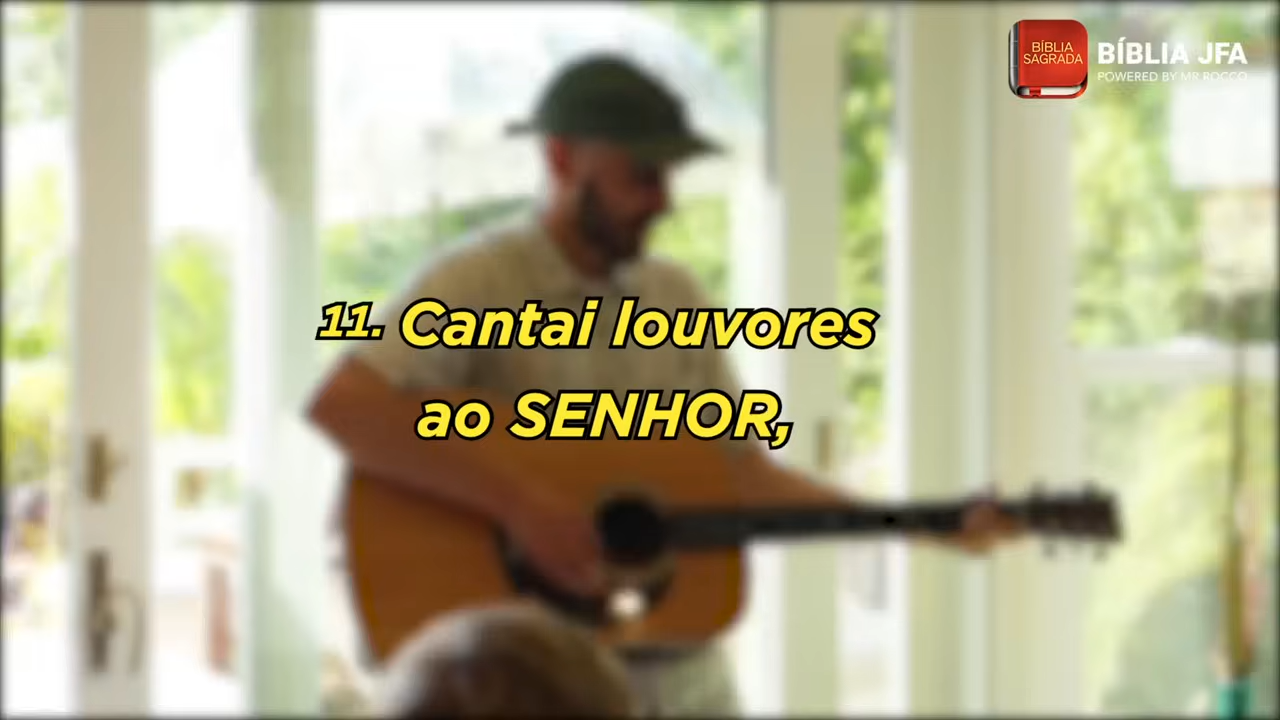 BÍBLIA
SAGRADA
BÍBLIA JFA
POWERED BY MR ROCCO
11. Cantai louvores
ao SENHOR,